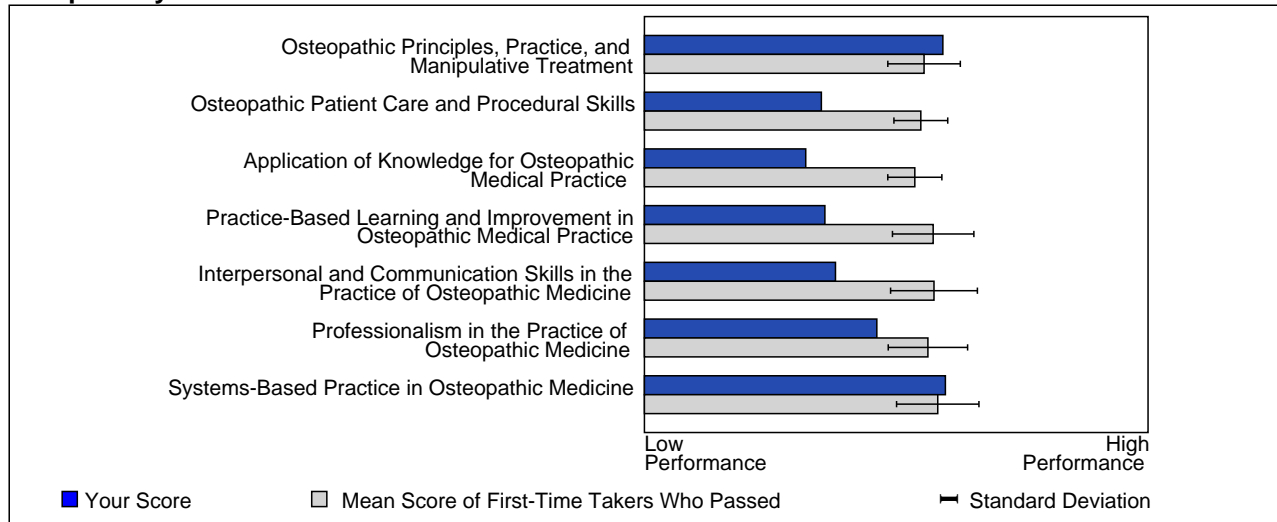 Osteopathic Principles, Practice, and
Manipulative Treatment
Osteopathic Patient Care and Procedural Skills
Application of Knowledge for Osteopathic
Medical Practice
Practice-Based Learning and Improvement in
Osteopathic Medical Practice
Interpersonal and Communication Skills in the
Practice of Osteopathic Medicine
Professionalism in the Practice of
Osteopathic Medicine
Systems-Based Practice in Osteopathic Medicine
Low High
Performance Performance
Your Score Mean Score of First-Time Takers Who Passed Standard Deviation